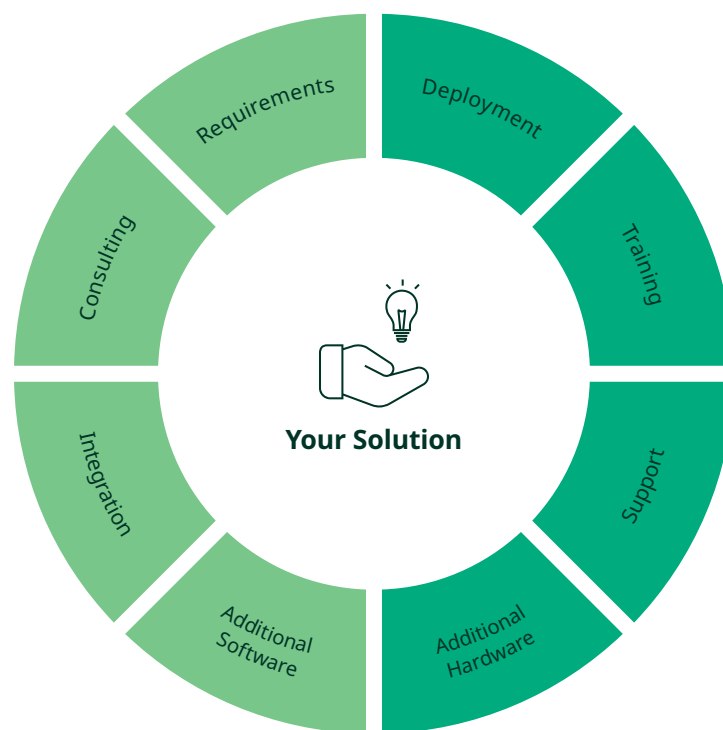 Requirements
Deployment
Consulting
Training
Your Solution
Integration
Support
Additional
Software
Additional
Hardware